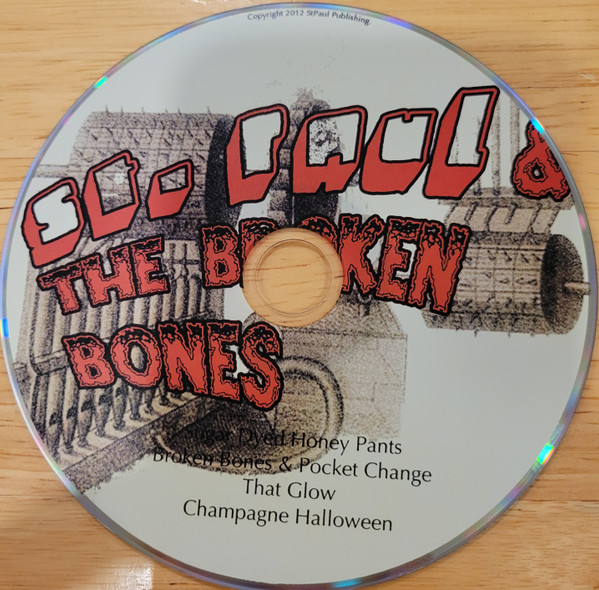 Copyright 2012 StPaul Publishing.
St. Paul &
THE BROKEN
BONES
Sugar Dyed Honey Pants
Broken Bones & Pocket Change
That Glow
Champagne Halloween